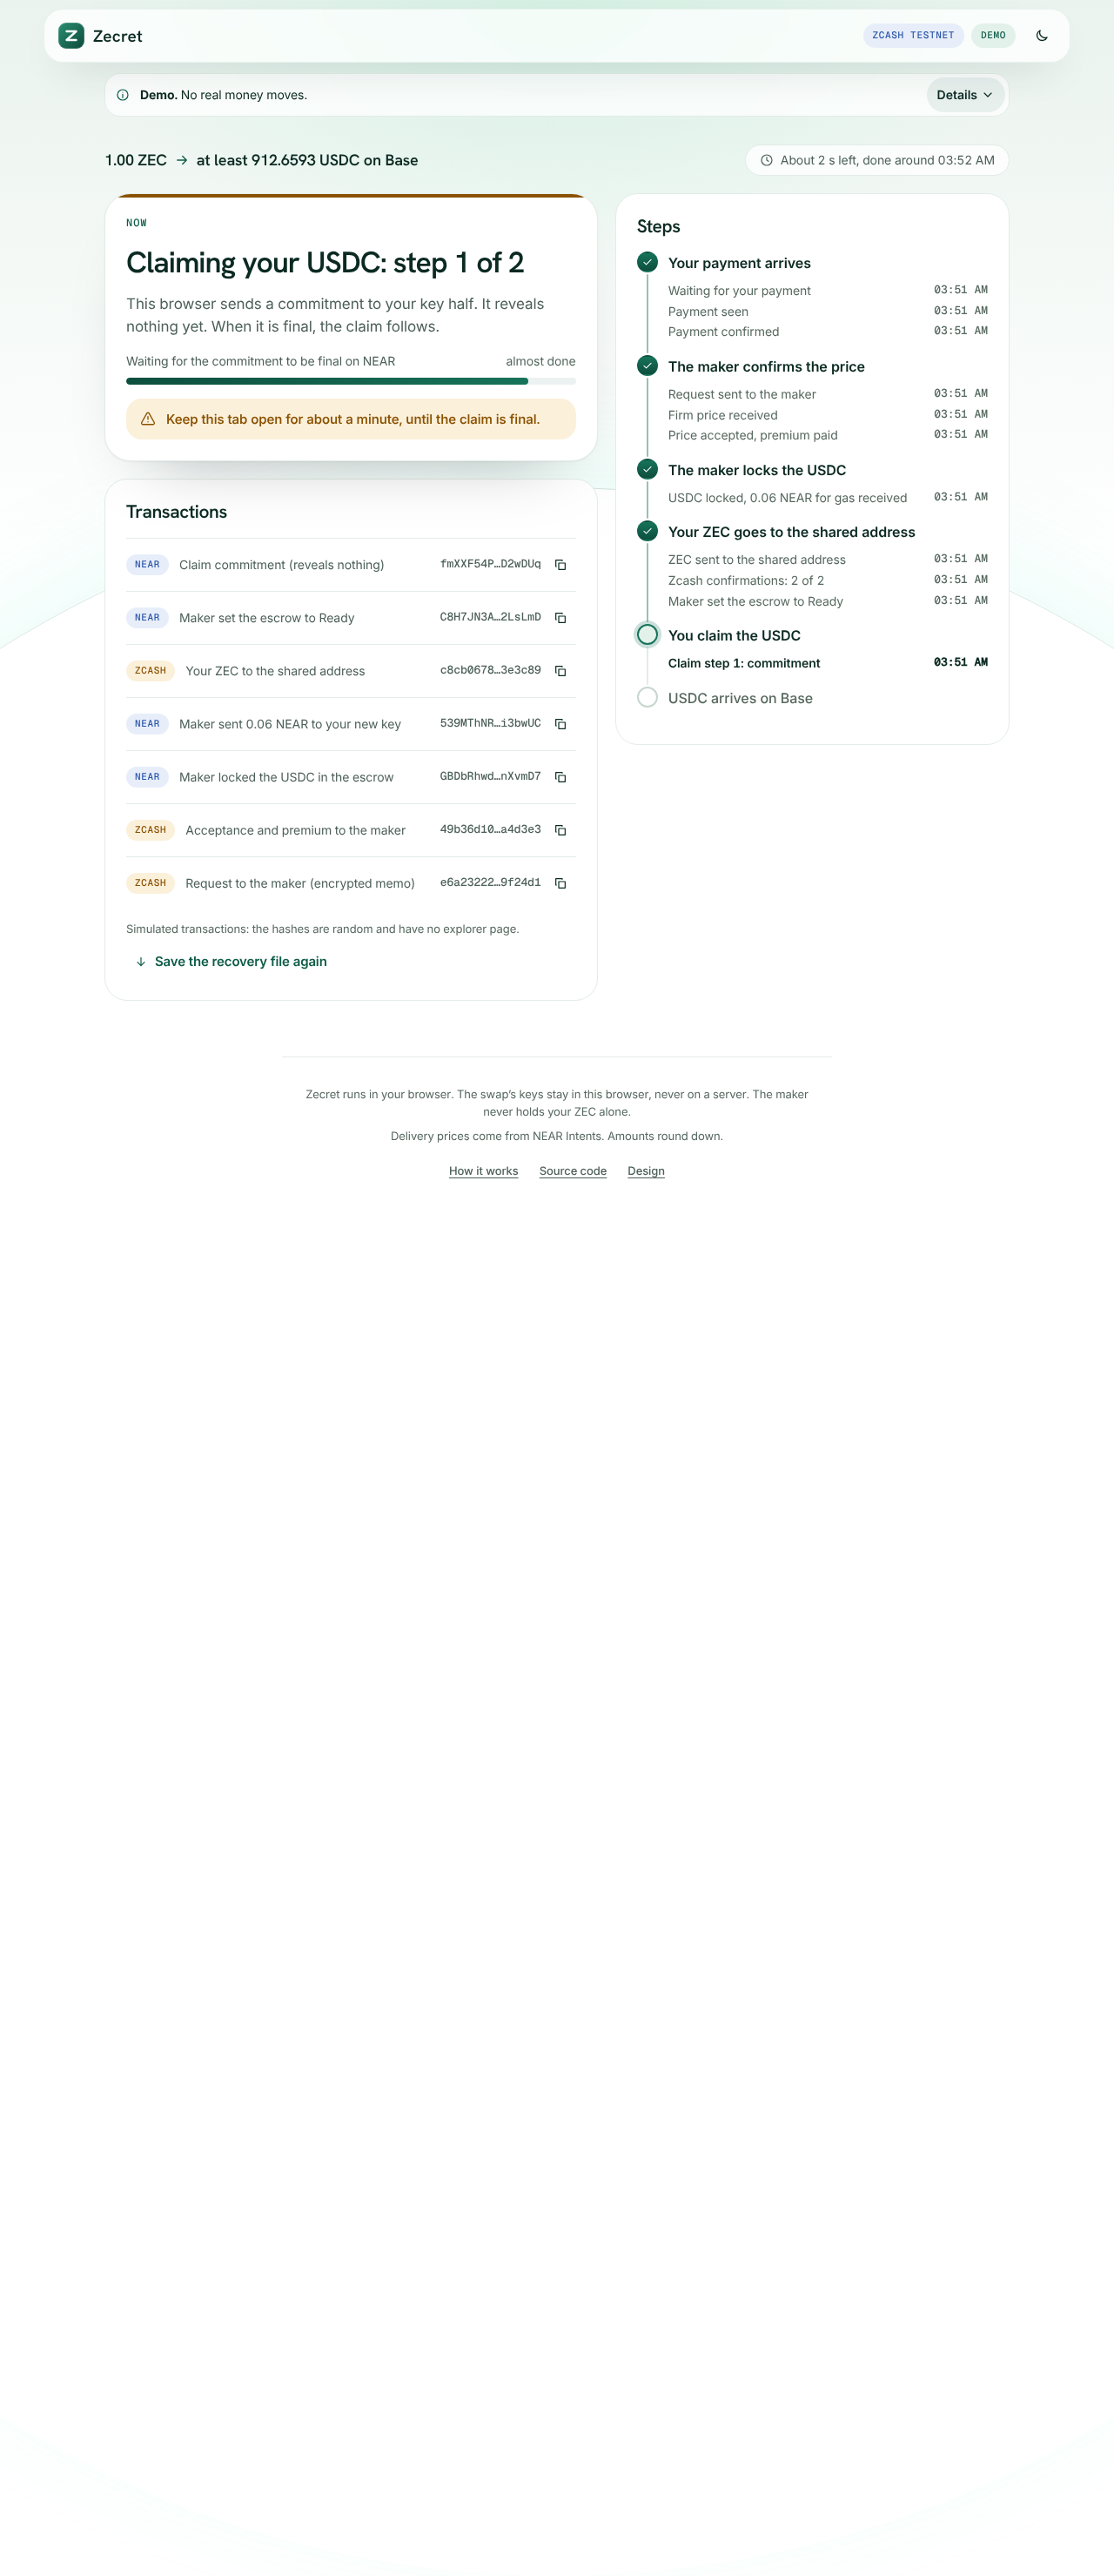 Zecret
ZCASH TESTNET
DEMO
Demo. No real money moves.
Details
1.00 ZEC → at least 912.6593 USDC on Base
About 2 s left, done around 03:52 AM
NOW
Claiming your USDC: step 1 of 2
This browser sends a commitment to your key half. It reveals
nothing yet. When it is final, the claim follows.
Waiting for the commitment to be final on NEAR
almost done
Keep this tab open for about a minute, until the claim is final.
Transactions
NEAR Claim commitment (reveals nothing) fmXXF54P…D2wDUq
NEAR Maker set the escrow to Ready C8H7JN3A…2LsLmD
ZCASH Your ZEC to the shared address c8cb0678…3e3c89
NEAR Maker sent 0.06 NEAR to your new key 539MThNR…i3bwUC
NEAR Maker locked the USDC in the escrow GBDbRhwd…nXvmD7
ZCASH Acceptance and premium to the maker 49b36d10…a4d3e3
ZCASH Request to the maker (encrypted memo) e6a23222…9f24d1
Simulated transactions: the hashes are random and have no explorer page.
Save the recovery file again
Steps
Your payment arrives
Waiting for your payment 03:51 AM
Payment seen 03:51 AM
Payment confirmed 03:51 AM
The maker confirms the price
Request sent to the maker 03:51 AM
Firm price received 03:51 AM
Price accepted, premium paid 03:51 AM
The maker locks the USDC
USDC locked, 0.06 NEAR for gas received 03:51 AM
Your ZEC goes to the shared address
ZEC sent to the shared address 03:51 AM
Zcash confirmations: 2 of 2 03:51 AM
Maker set the escrow to Ready 03:51 AM
You claim the USDC
Claim step 1: commitment 03:51 AM
USDC arrives on Base
Zecret runs in your browser. The swap's keys stay in this browser, never on a server. The maker
never holds your ZEC alone.
Delivery prices come from NEAR Intents. Amounts round down.
How it works Source code Design